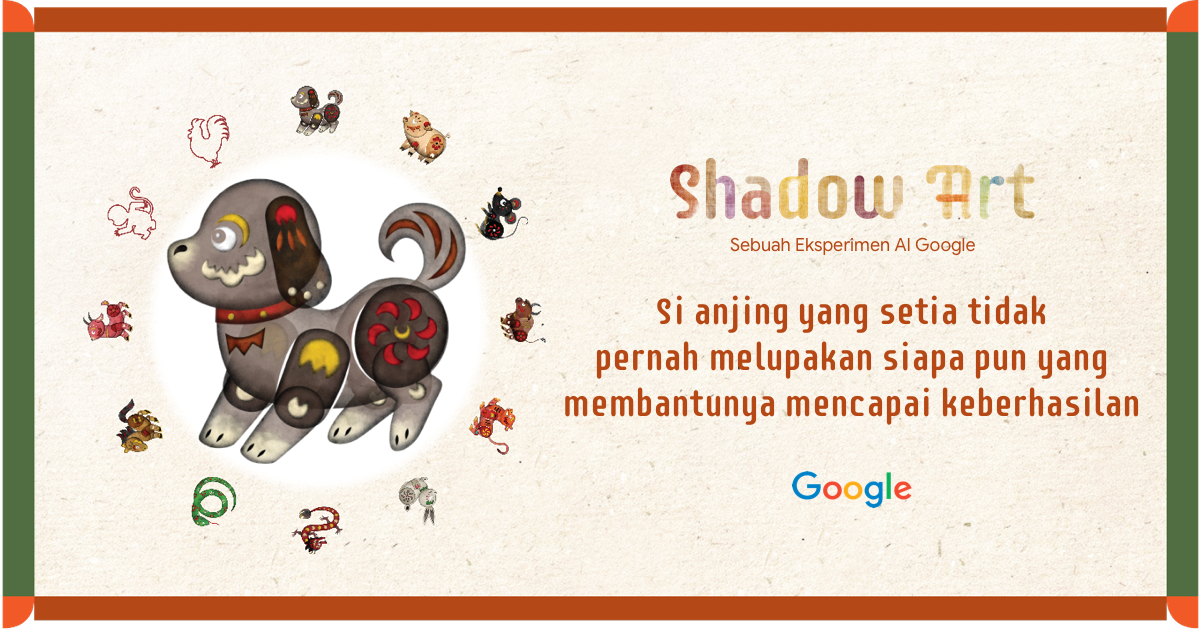 Shadow Art
Sebuah Eksperimen AI Google
Si anjing yang setia tidak
pernah melupakan siapa pun yang
membantunya mencapai keberhasilan
Google